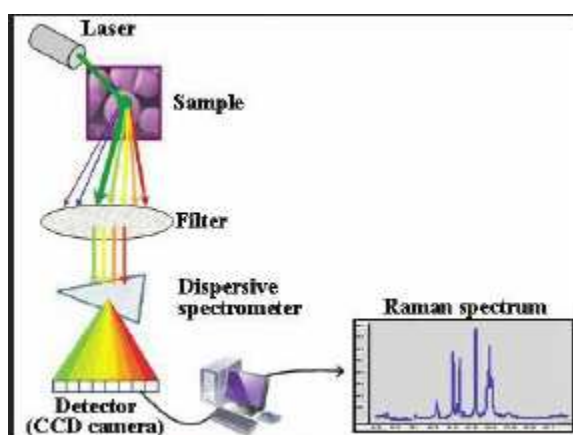 Laser
Sample
Filter
Dispersive
spectrometer
Raman spectrum
Detector
(CCD camera)